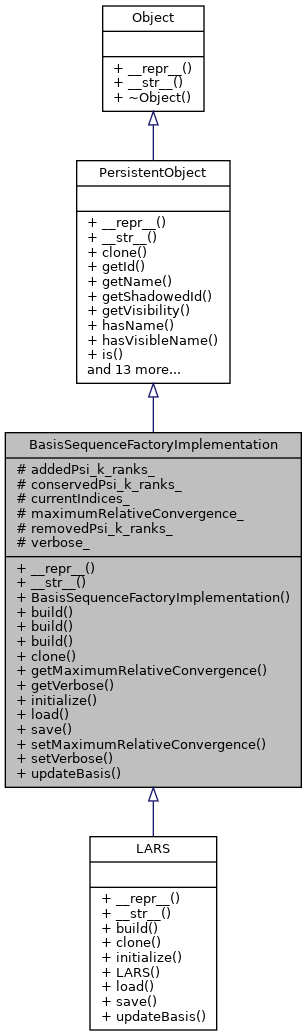 Object
+ __repr__()
+ __str__()
+ ~Object()
PersistentObject
+ __repr__()
+ __str__()
+ clone()
+ getId()
+ getName()
+ getShadowedId()
+ getVisibility()
+ hasName()
+ hasVisibleName()
+ is()
and 13 more...
BasisSequenceFactoryImplementation
# addedPsi_k_ranks_
# conservedPsi_k_ranks_
# currentIndices_
# maximumRelativeConvergence_
# removedPsi_k_ranks_
# verbose_
+ __repr__()
+ __str__()
+ BasisSequenceFactoryImplementation()
+ build()
+ build()
+ build()
+ clone()
+ getMaximumRelativeConvergence()
+ getVerbose()
+ initialize()
+ load()
+ save()
+ setMaximumRelativeConvergence()
+ setVerbose()
+ updateBasis()
LARS
+ __repr__()
+ __str__()
+ build()
+ clone()
+ initialize()
+ LARS()
+ load()
+ save()
+ updateBasis()